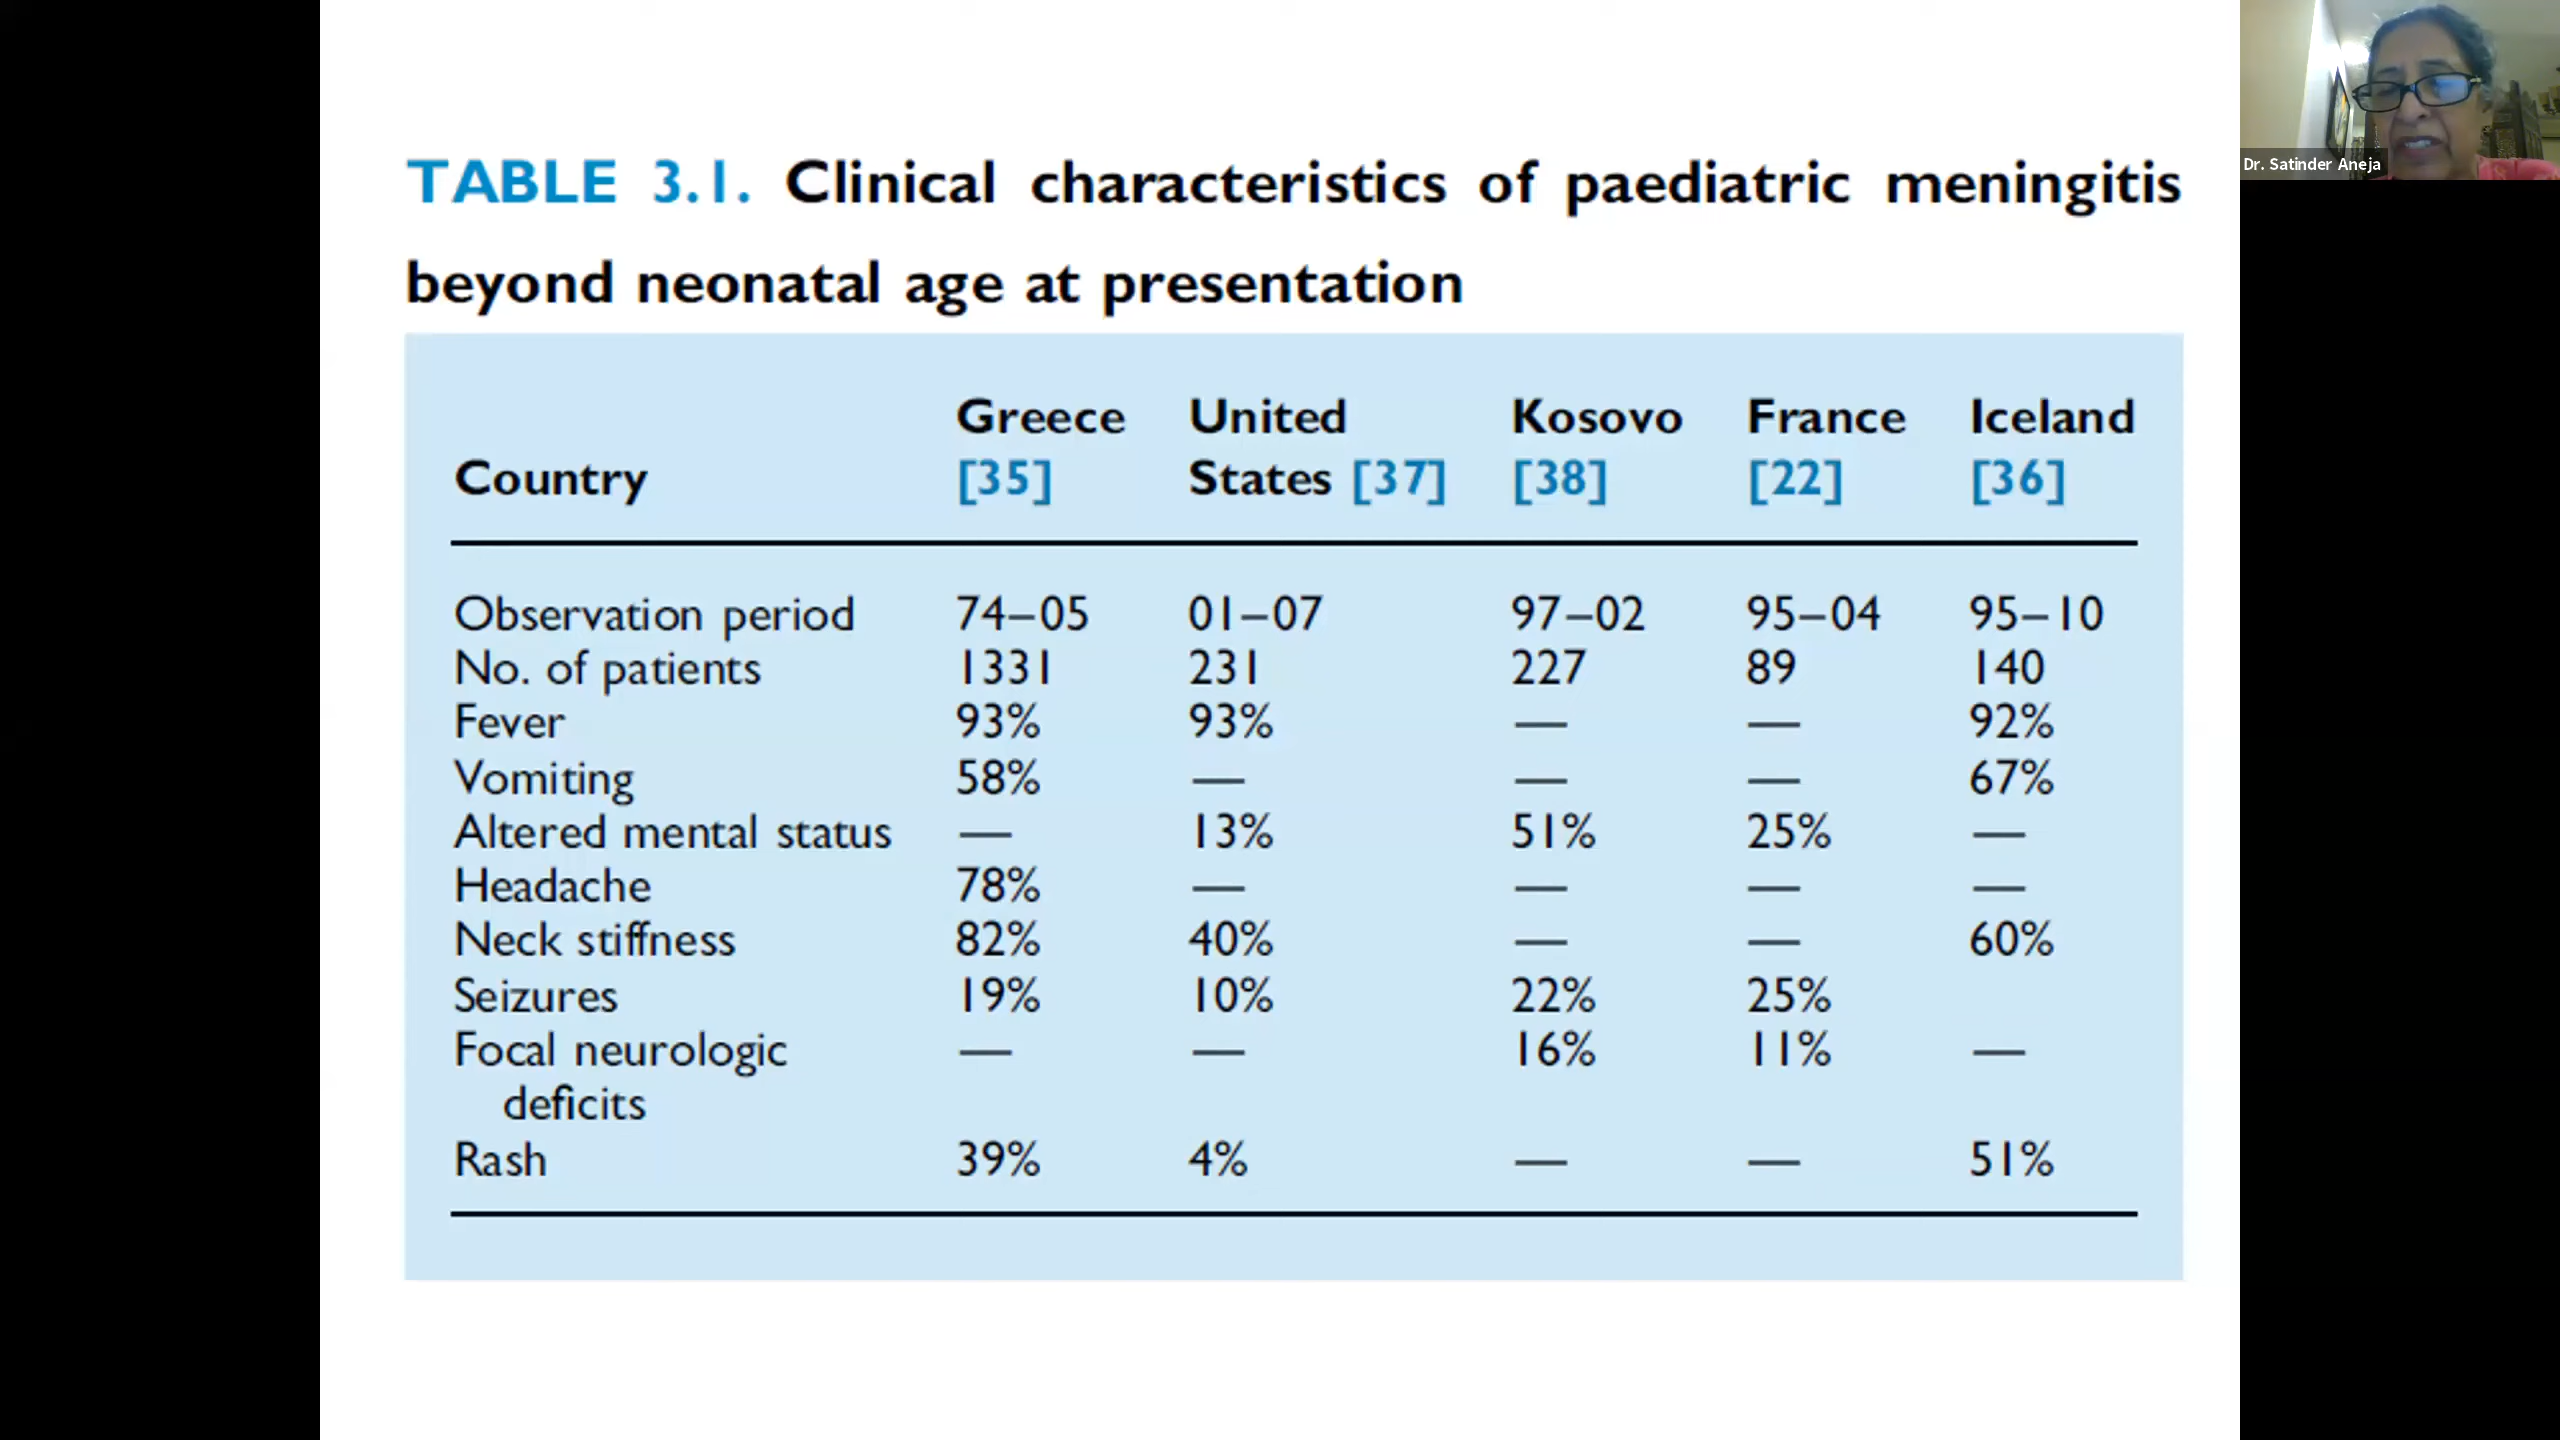 TABLE 3.1. Clinical characteristics of paediatric meningitis
beyond neonatal age at presentation
Country Greece [35] United States [37] Kosovo [38] France [22] Iceland [36]
Observation period 74–05 01–07 97–02 95–04 95–10
No. of patients 1331 231 227 89 140
Fever 93% 93% — — 92%
Vomiting 58% — — — 67%
Altered mental status — 13% 51% 25% —
Headache 78% — — — —
Neck stiffness 82% 40% — — 60%
Seizures 19% 10% 22% 25%
Focal neurologic — — 16% 11% —
deficits
Rash 39% 4% — — 51%
Dr. Satinder Aneja